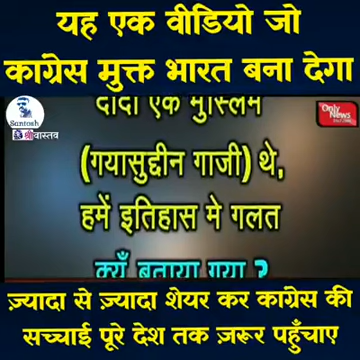 यह एक वीडियो जो
कांग्रेस मुक्त भारत बना देगा
Santosh
श्रीवास्तव
Only
News
दादा एक मुस्लिम
(गयासुद्दीन गाजी) थे,
हमें इतिहास मे गलत
क्यूँ बताया गया ?
ज़्यादा से ज़्यादा शेयर कर कांग्रेस की
सच्चाई पूरे देश तक ज़रूर पहुँचाए